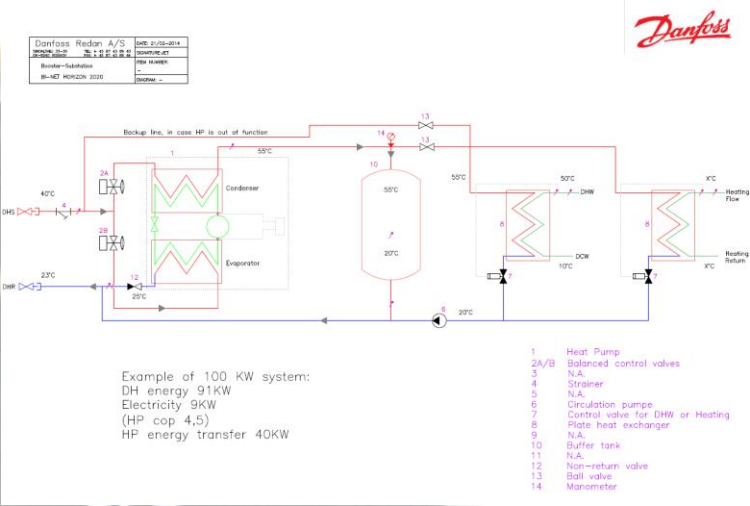 Danfoss
Danfoss Redan A/S
DATE: 21/02-2014
SIGNATURE:JET
ITEM NUMBER:
-
Booster-Substation
BI-NET HORIZON 2020
DIAGRAM: -
13
Backup line, in case HP is out of function
14
13
1
55°C
10
2A
55°C
50°C
X°C
40°C
4
Condenser
55°C
DHW
Heating
Flow
DHS
8
8
2B
20°C
Evaporator
DCW
Heating
Return
10°C
X°C
23°C
12
7
7
DHR
25°C
6
20°C
Example of 100 KW system:
DH energy 91KW
Electricity 9KW
(HP cop 4,5)
HP energy transfer 40KW
1 Heat Pump
2A/B Balanced control valves
3 N.A.
4 Strainer
5 N.A.
6 Circulation pumpe
7 Control valve for DHW or Heating
8 Plate heat exchanger
9 N.A.
10 Buffer tank
11 N.A.
12 Non-return valve
13 Ball valve
14 Manometer